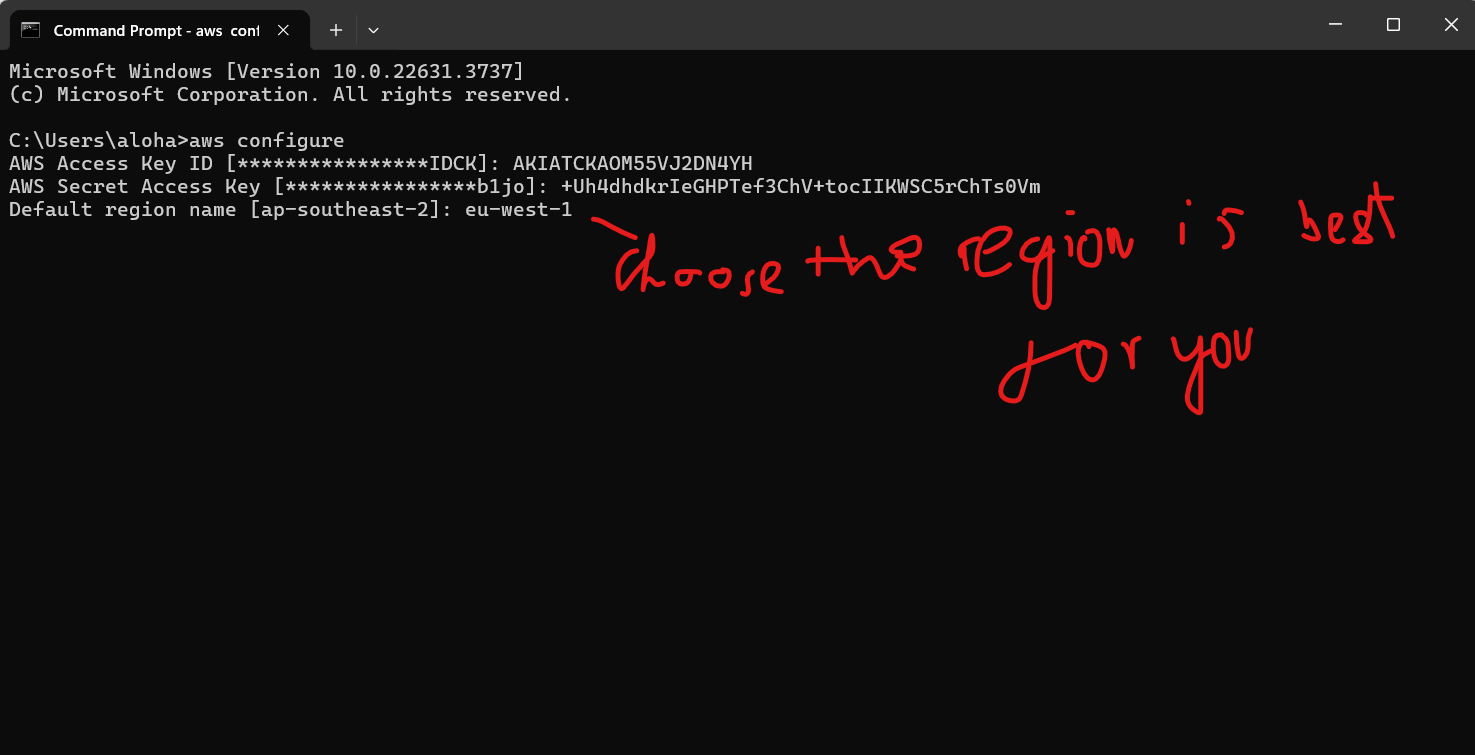 Command Prompt - aws conf
Microsoft Windows [Version 10.0.22631.3737]
(c) Microsoft Corporation. All rights reserved.
C:\Users\aloha>aws configure
AWS Access Key ID [****************IDCK]: AKIATCKAOM55VJ2DN4YH
AWS Secret Access Key [****************b1jo]: 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
Default region name [ap-southeast-2]: eu-west-1
choose the region is best
for you